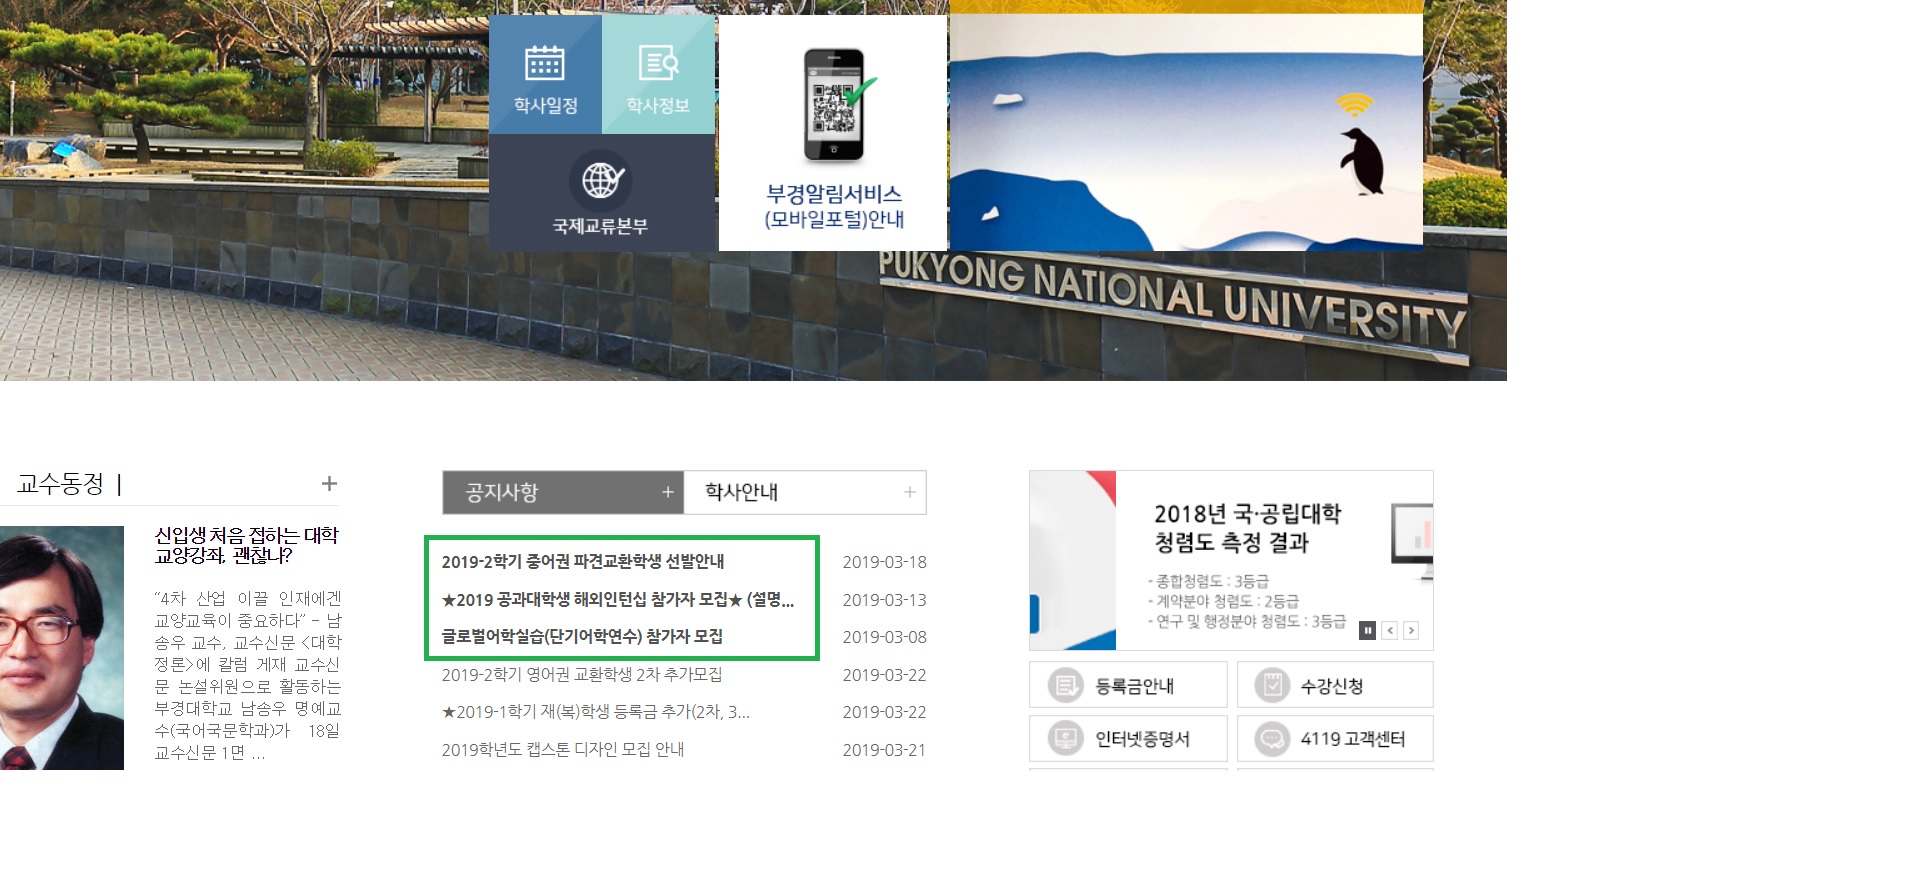 학사일정
학사정보
국제교류본부
부경알림서비스
(모바일포털)안내
PUKYONG NATIONAL UNIVERSITY
교수동정 | +
신입생 처음 접하는 대학
교양강좌, 괜찮나?
“4차 산업 이끌 인재에겐
교양교육이 중요하다” - 남
송우 교수, 교수신문 <대학
정론>에 칼럼 게재 교수신
문 논설위원으로 활동하는
부경대학교 남송우 명예교
수(국어국문학과)가 18일
교수신문 1면 ...
공지사항 +
학사안내 +
2019-2학기 중어권 파견교환학생 선발안내 2019-03-18
★2019 공과대학생 해외인턴십 참가자 모집★ (설명... 2019-03-13
글로벌어학실습(단기어학연수) 참가자 모집 2019-03-08
2019-2학기 영어권 교환학생 2차 추가모집 2019-03-22
★2019-1학기 재(복)학생 등록금 추가(2차, 3... 2019-03-22
2019학년도 캡스톤 디자인 모집 안내 2019-03-21
2018년 국·공립대학
청렴도 측정 결과
- 종합청렴도 : 3등급
- 계약분야 청렴도 : 2등급
- 연구 및 행정분야 청렴도 : 3등급
등록금안내
수강신청
인터넷증명서
4119 고객센터